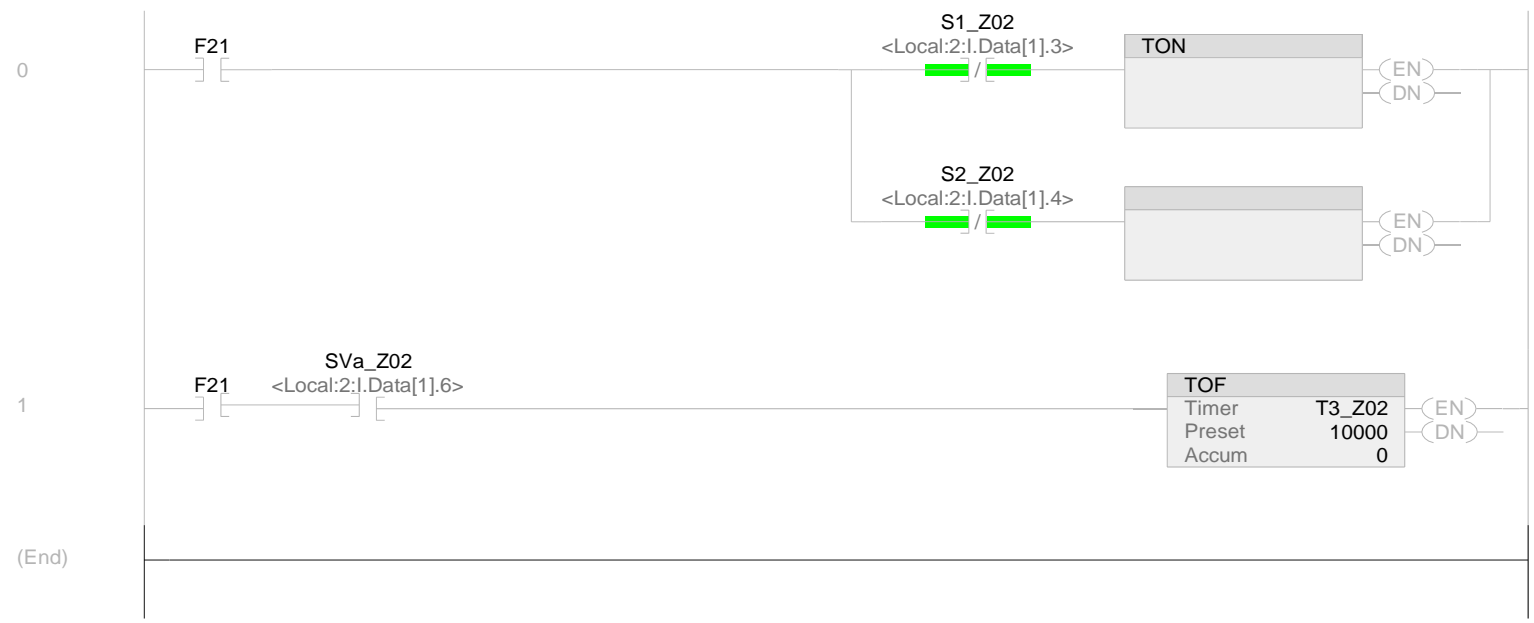 0
F21
S1_Z02
<Local:2:I.Data[1].3>
/
TON
EN
DN
S2_Z02
<Local:2:I.Data[1].4>
/
EN
DN
1
F21
SVa_Z02
<Local:2:I.Data[1].6>
TOF
Timer T3_Z02
Preset 10000
Accum 0
EN
DN
(End)